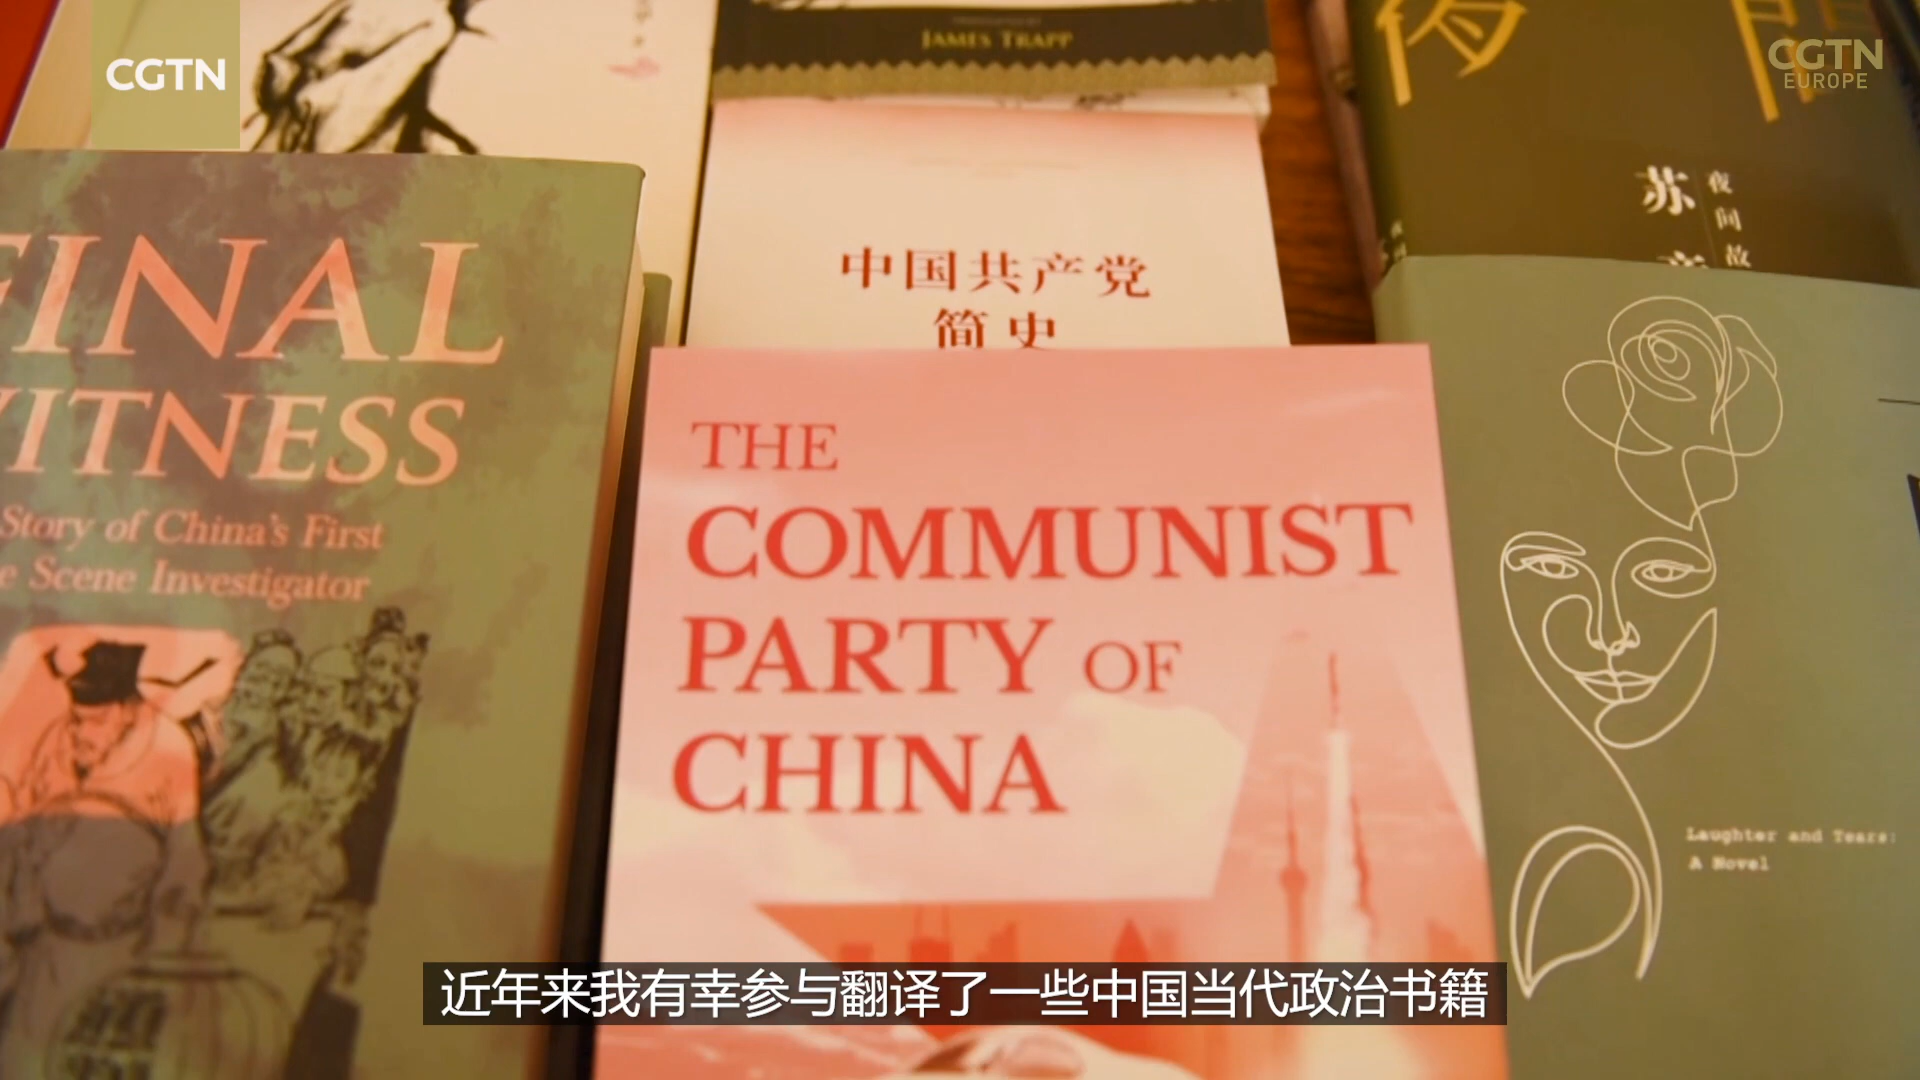 CGTN
CGTN
EUROPE
JAMES TRAPP
苏
夜间故
中国共产党
简史
FINAL
WITNESS
Story of China's First
e Scene Investigator
THE
COMMUNIST
PARTY OF
CHINA
Laughter and Tears:
A Novel
近年来我有幸参与翻译了一些中国当代政治书籍